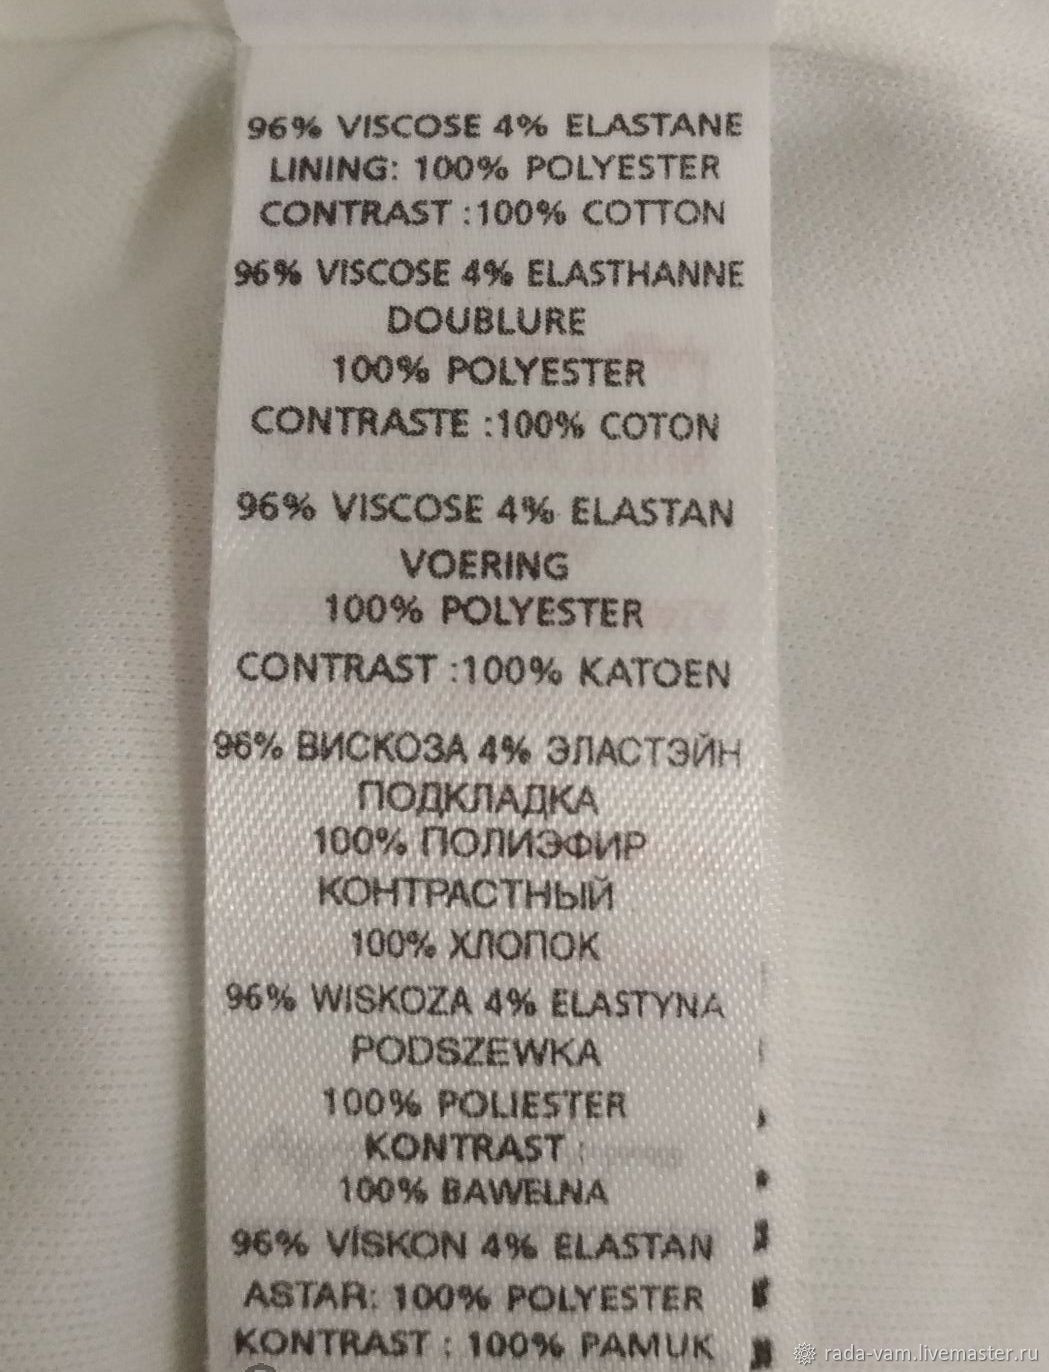 96% VISCOSE 4% ELASTANE
LINING: 100% POLYESTER
CONTRAST :100% COTTON
96% VISCOSE 4% ELASTHANNE
DOUBLURE
100% POLYESTER
CONTRASTE :100% COTON
96% VISCOSE 4% ELASTAN
VOERING
100% POLYESTER
CONTRAST :100% KATOEN
96% ВИСКОЗА 4% ЭЛАСТЭЙН
ПОДКЛАДКА
100% ПОЛИЭФИР
КОНТРАСТНЫЙ
100% ХЛОПОК
96% WISKOZA 4% ELASTYNA
PODSZEWKA
100% POLIESTER
KONTRAST :
100% BAWEŁNA
96% VİSKON 4% ELASTAN
ASTAR: 100% POLYESTER
KONTRAST : 100% PAMUK
rada-vam.livemaster.ru